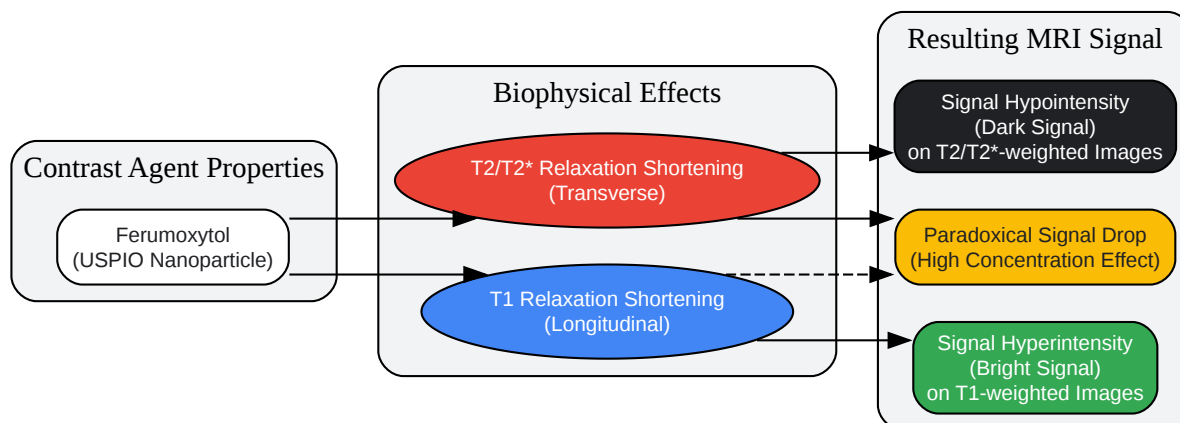 Contrast Agent Properties
Ferumoxytol
(USPIO Nanoparticle)
Biophysical Effects
T2/T2* Relaxation Shortening
(Transverse)
T1 Relaxation Shortening
(Longitudinal)
Resulting MRI Signal
Signal Hypointensity
(Dark Signal)
on T2/T2*-weighted Images
Paradoxical Signal Drop
(High Concentration Effect)
Signal Hyperintensity
(Bright Signal)
on T1-weighted Images